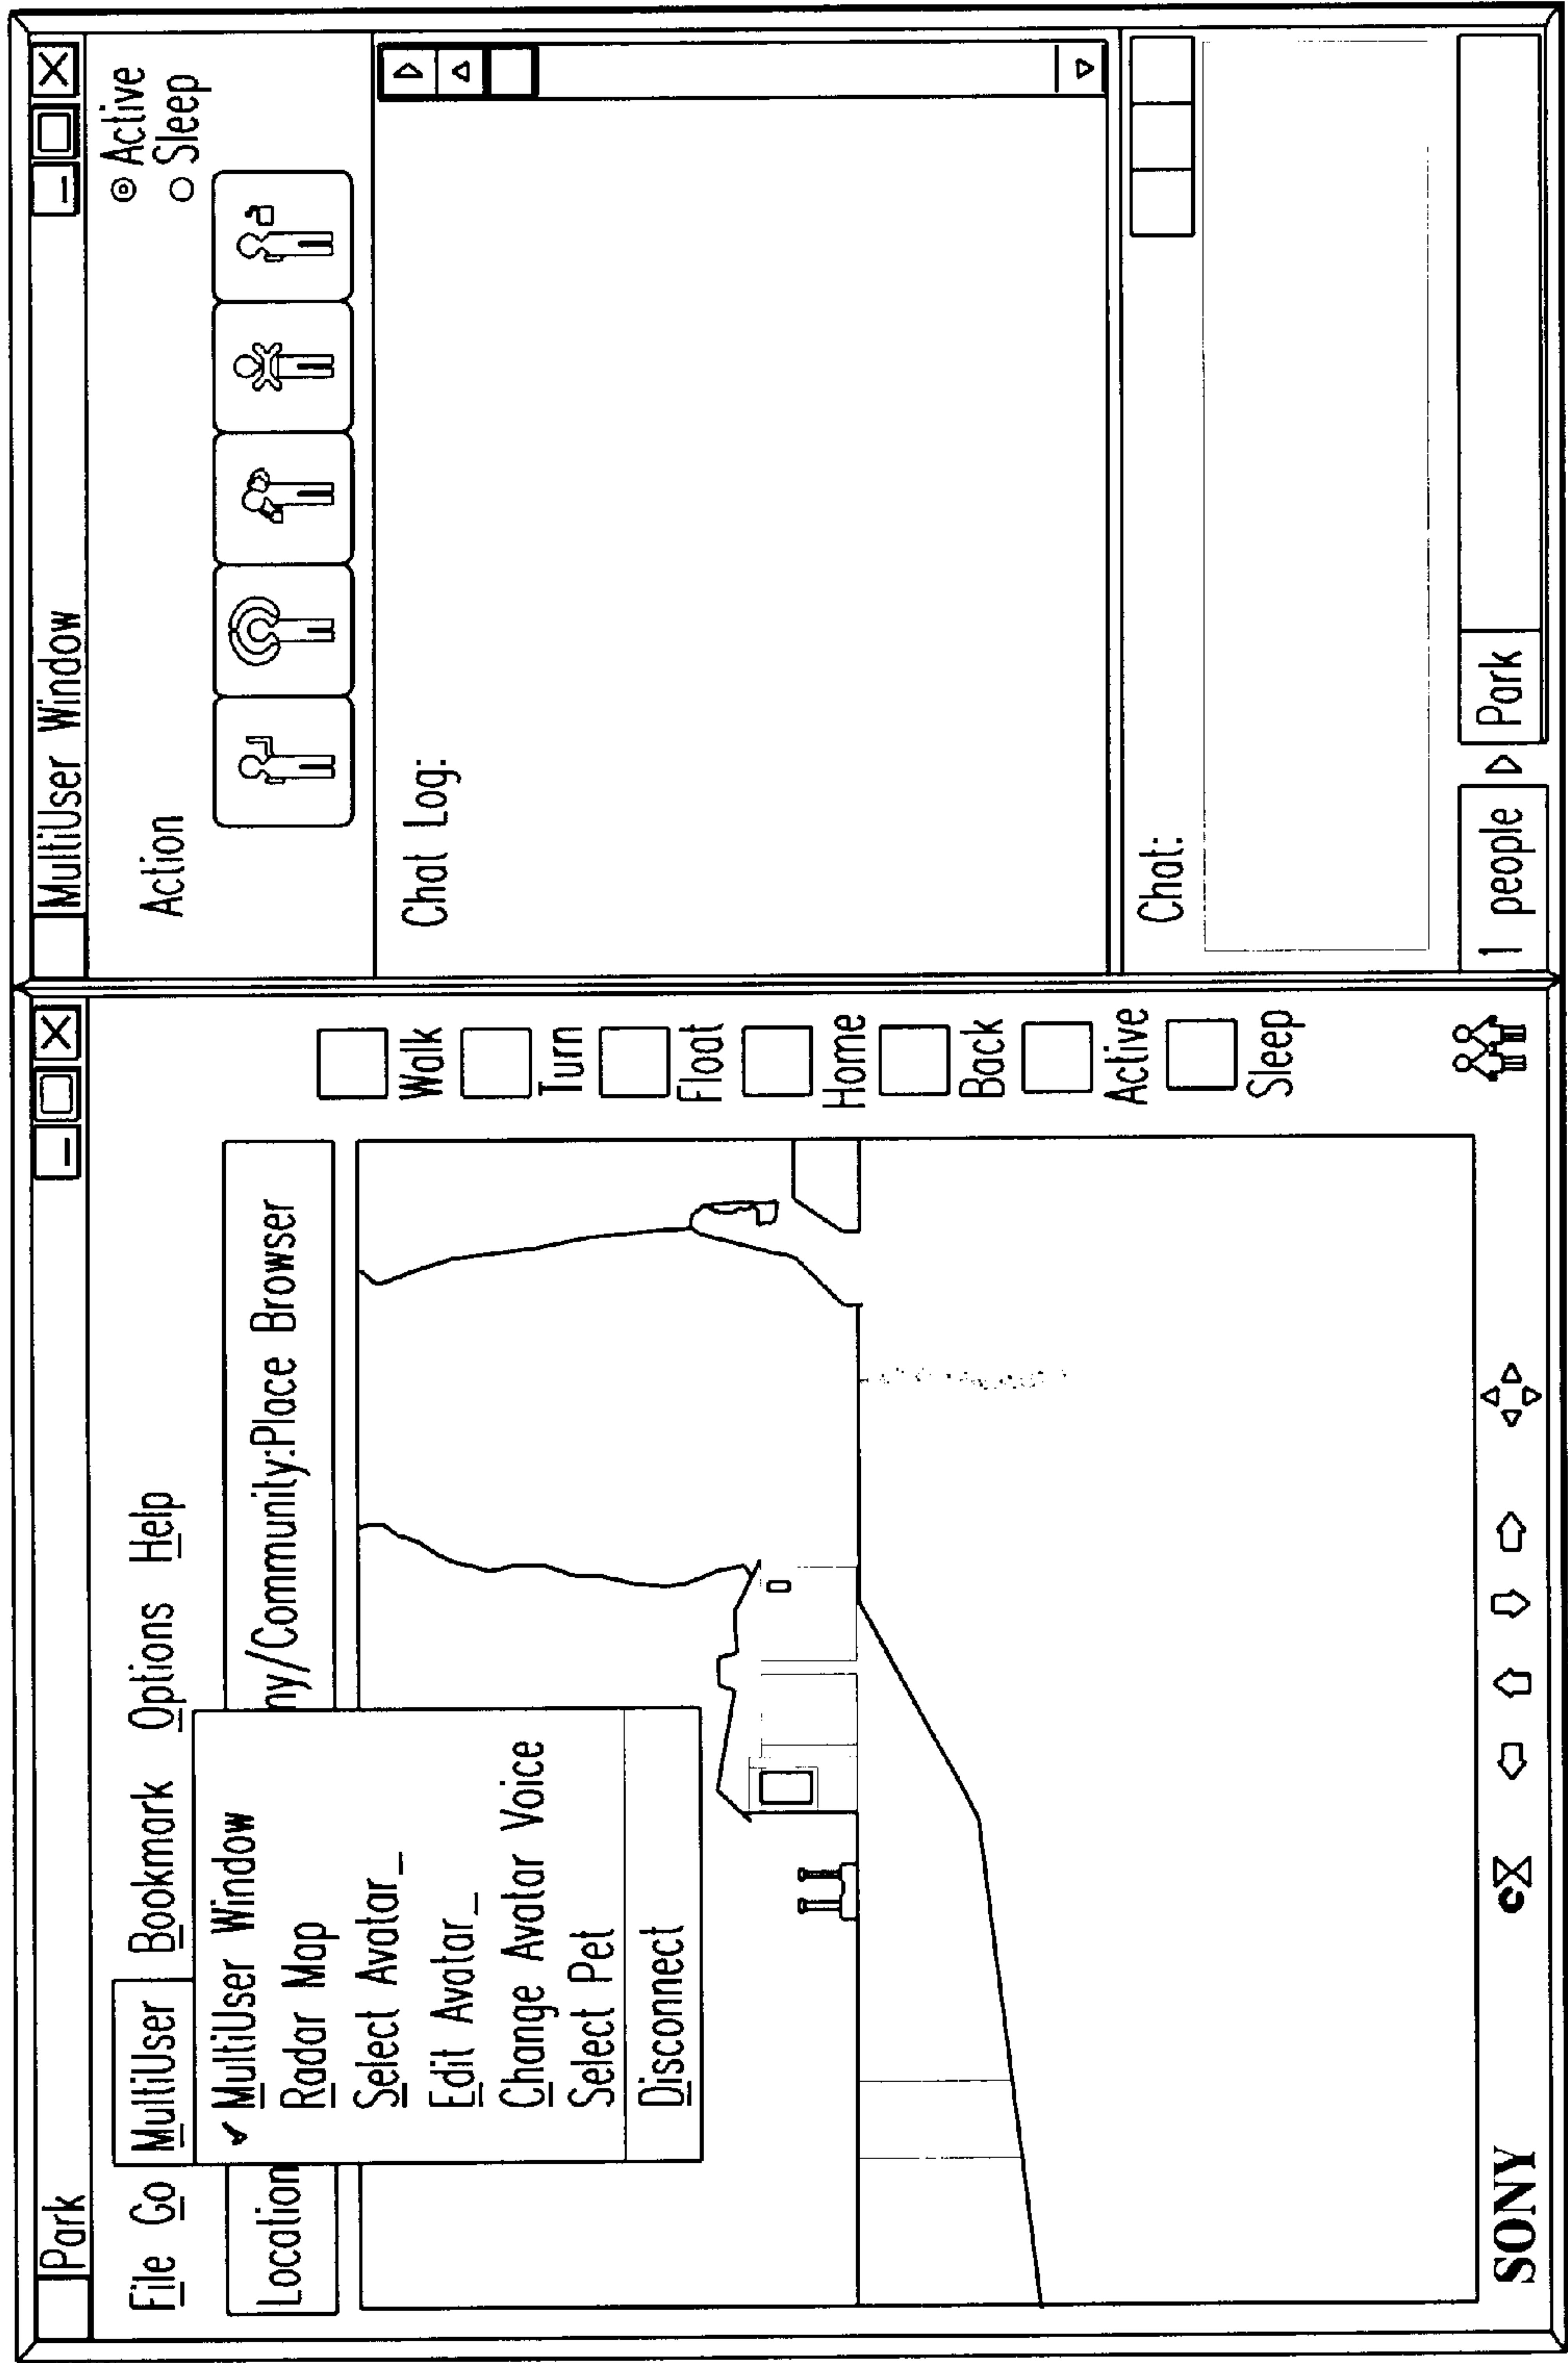 Park
File Go MultiUser Bookmark Options Help
Location
ny/Community:Place Browser
✓ MultiUser Window
Radar Map
Select Avatar_
Edit Avatar_
Change Avatar Voice
Select Pet
Disconnect
Walk
Turn
Float
Home
Back
Active
Sleep
SONY
MultiUser Window
Action
Active
Sleep
Chat Log:
Chat:
1 people
Park